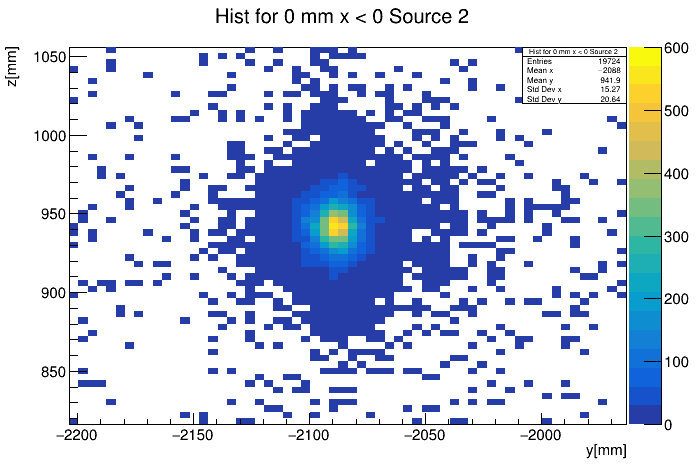 Hist for 0 mm x < 0 Source 2
z[mm]
Hist for 0 mm x < 0 Source 2
Entries 19724
Mean x −2088
Mean y 941.9
Std Dev x 15.27
Std Dev y 20.64
1050
1000
950
900
850
600
500
400
300
200
100
0
−2200 −2150 −2100 −2050 −2000
y[mm]